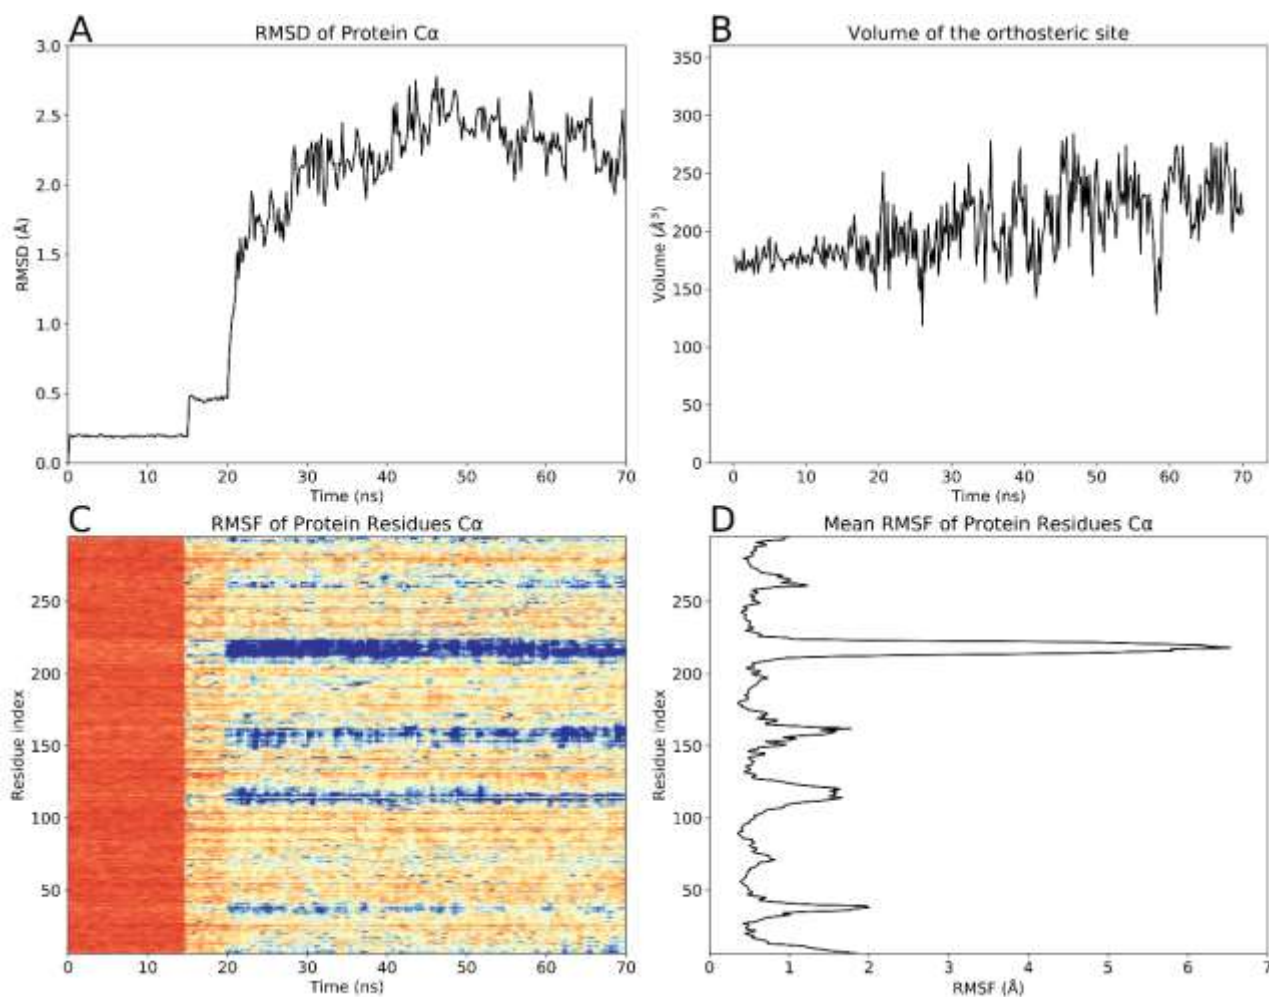 A
RMSD of Protein Cα
3.0
2.5
2.0
1.5
1.0
0.5
0.0
RMSD (Å)
0 10 20 30 40 50 60 70
Time (ns)
B
Volume of the orthosteric site
350
300
250
200
150
100
50
0
Volume (Å³)
0 10 20 30 40 50 60 70
Time (ns)
C
RMSF of Protein Residues Cα
250
200
150
100
50
Residue index
0 10 20 30 40 50 60 70
Time (ns)
D
Mean RMSF of Protein Residues Cα
250
200
150
100
50
Residue index
0 1 2 3 4 5 6 7
RMSF (Å)